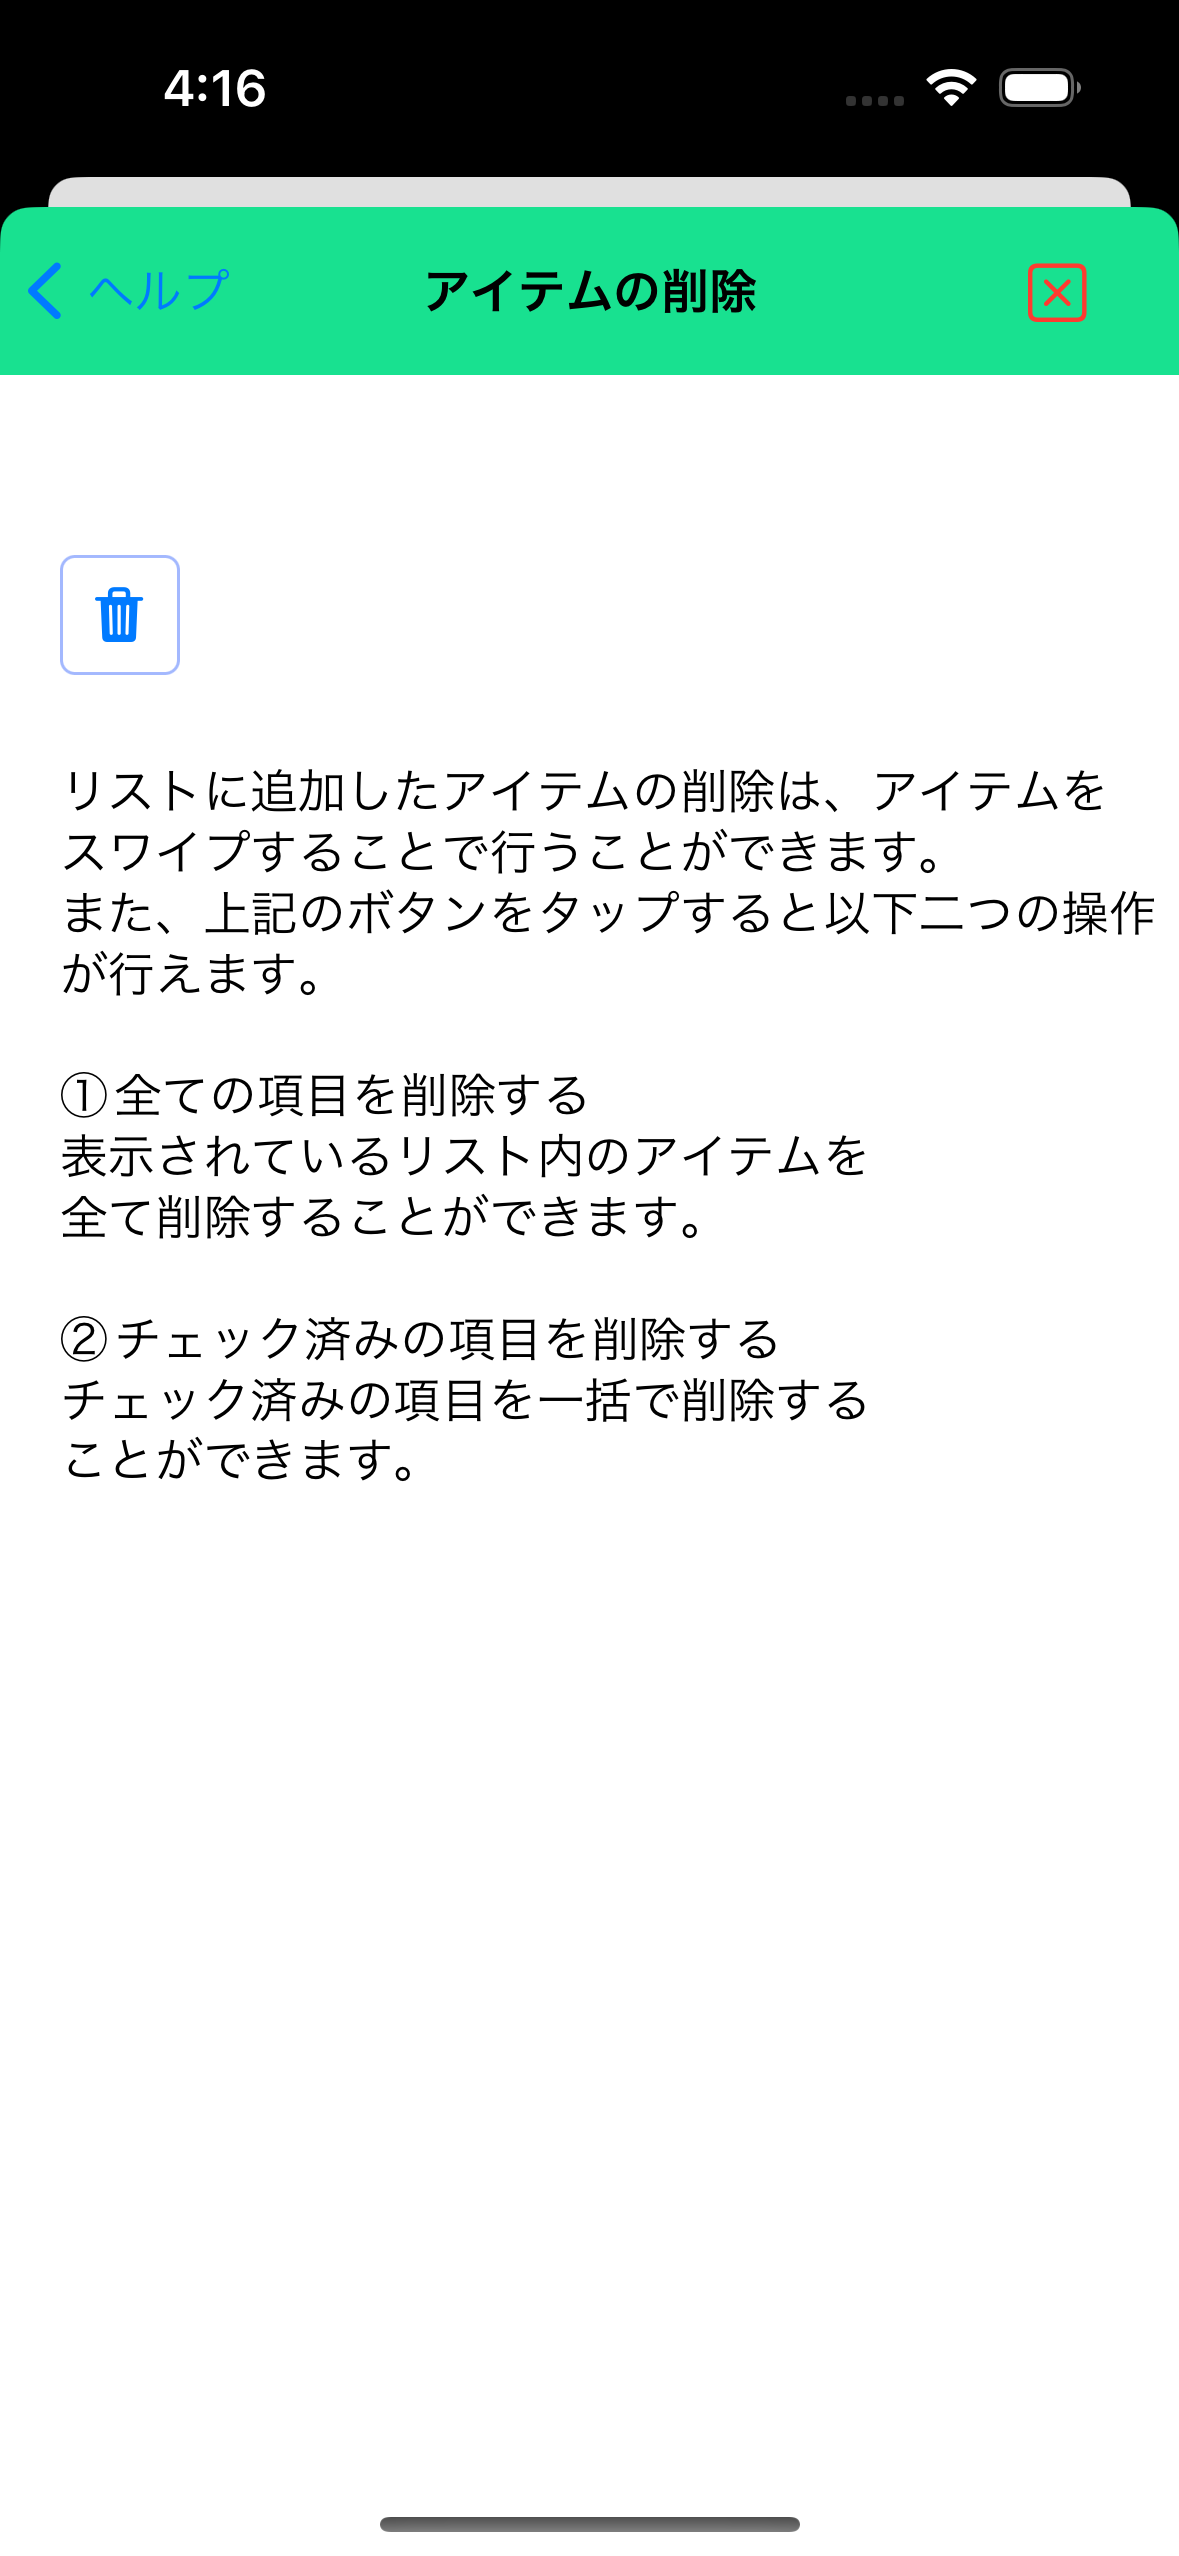 4:16
ヘルプ
アイテムの削除
リストに追加したアイテムの削除は、アイテムを
スワイプすることで行うことができます。
また、上記のボタンをタップすると以下二つの操作
が行えます。
①全ての項目を削除する
表示されているリスト内のアイテムを
全て削除することができます。
②チェック済みの項目を削除する
チェック済みの項目を一括で削除する
ことができます。